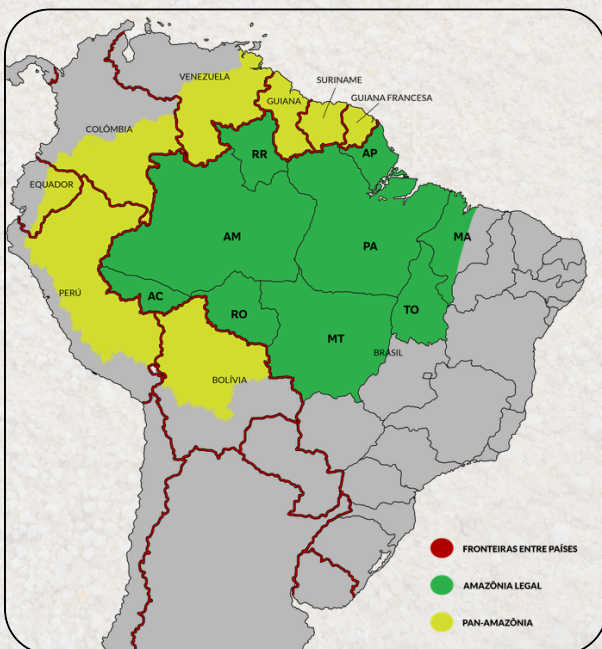 VENEZUELA
SURINAME
GUIANA
GUIANA FRANCESA
COLÔMBIA
RR
AP
EQUADOR
AM
PA
MA
PERÚ
AC
RO
TO
MT
BRASIL
BOLÍVIA
FRONTEIRAS ENTRE PAÍSES
AMAZÔNIA LEGAL
PAN-AMAZÔNIA